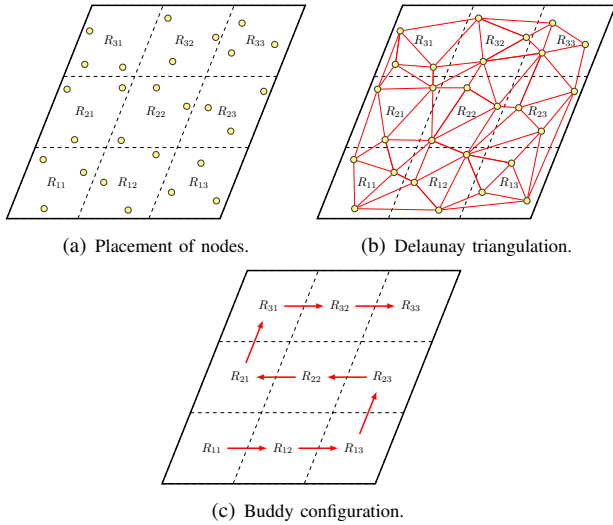 R31 R32 R33
R21 R22 R23
R11 R12 R13
(a) Placement of nodes.
R31 R32 R33
R21 R22 R23
R11 R12 R13
(b) Delaunay triangulation.
R31 R32 R33
R21 R22 R23
R11 R12 R13
(c) Buddy configuration.